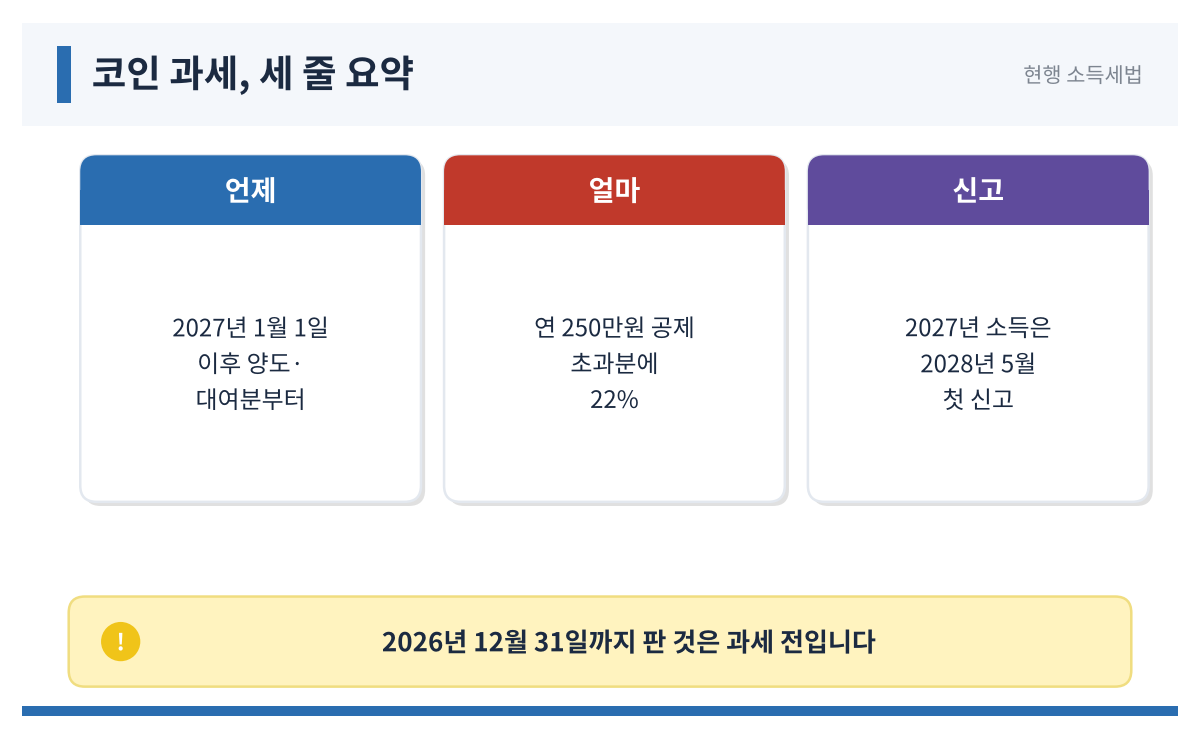 코인 과세, 세 줄 요약
현행 소득세법
언제
2027년 1월 1일
이후 양도·
대여분부터
얼마
연 250만원 공제
초과분에
22%
신고
2027년 소득은
2028년 5월
첫 신고
!
2026년 12월 31일까지 판 것은 과세 전입니다